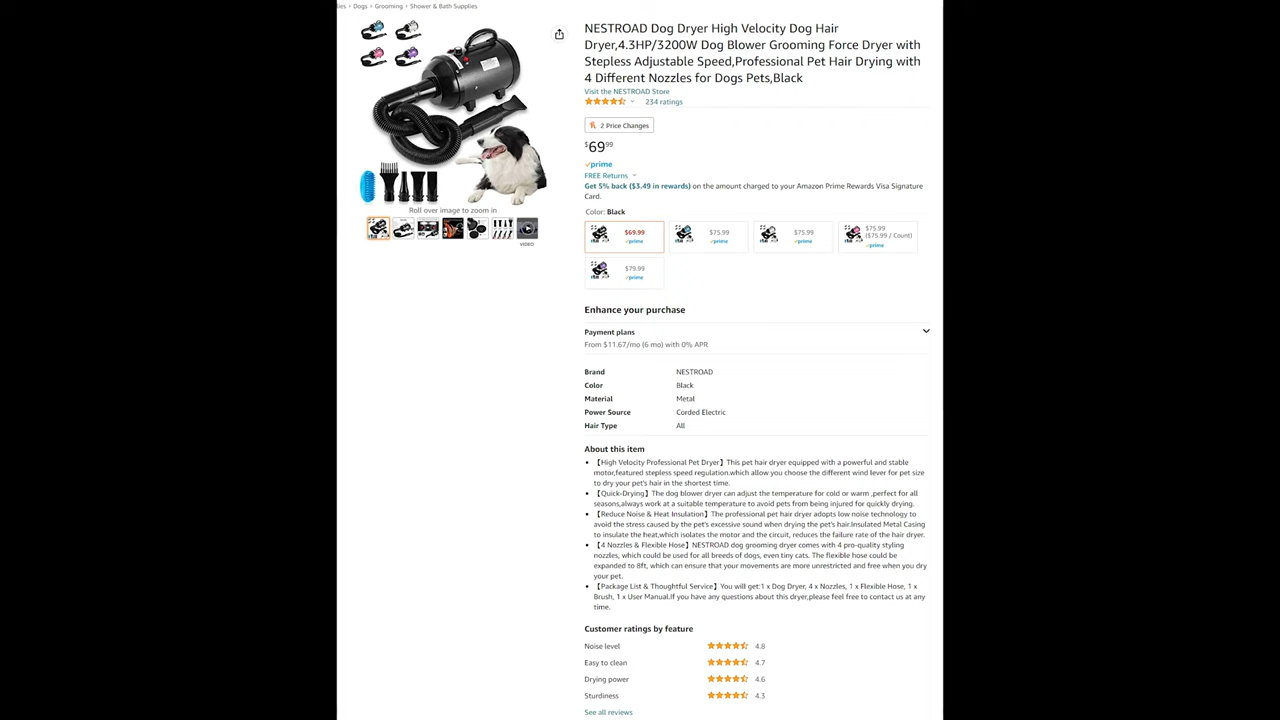 lies › Dogs › Grooming › Shower & Bath Supplies
NESTROAD Dog Dryer High Velocity Dog Hair
Dryer,4.3HP/3200W Dog Blower Grooming Force Dryer with
Stepless Adjustable Speed,Professional Pet Hair Drying with
4 Different Nozzles for Dogs Pets,Black
Visit the NESTROAD Store
234 ratings
2 Price Changes
$69.99
prime
FREE Returns
Get 5% back ($3.49 in rewards) on the amount charged to your Amazon Prime Rewards Visa Signature
Card.
Roll over image to zoom in
VIDEO
Color: Black
$69.99
prime
$75.99
prime
$75.99
prime
$75.99
($75.99 / Count)
prime
$79.99
prime
Enhance your purchase
Payment plans
From $11.67/mo (6 mo) with 0% APR
Brand NESTROAD
Color Black
Material Metal
Power Source Corded Electric
Hair Type All
About this item
• 【High Velocity Professional Pet Dryer】This pet hair dryer equipped with a powerful and stable
motor,featured stepless speed regulation.which allow you choose the different wind lever for pet size
to dry your pet's hair in the shortest time.
• 【Quick-Drying】The dog blower dryer can adjust the temperature for cold or warm ,perfect for all
seasons,always work at a suitable temperature to avoid pets from being injured for quickly drying.
• 【Reduce Noise & Heat Insulation】The professional pet hair dryer adopts low noise technology to
avoid the stress caused by the pet's excessive sound when drying the pet's hair.Insulated Metal Casing
to insulate the heat,which isolates the motor and the circuit, reduces the failure rate of the hair dryer.
• 【4 Nozzles & Flexible Hose】NESTROAD dog grooming dryer comes with 4 pro-quality styling
nozzles, which could be used for all breeds of dogs, even tiny cats. The flexible hose could be
expanded to 8ft, which can ensure that your movements are more unrestricted and free when you dry
your pet.
• 【Package List & Thoughtful Service】You will get:1 x Dog Dryer, 4 x Nozzles, 1 x Flexible Hose, 1 x
Brush, 1 x User Manual.If you have any questions about this dryer,please feel free to contact us at any
time.
Customer ratings by feature
Noise level 4.8
Easy to clean 4.7
Drying power 4.6
Sturdiness 4.3
See all reviews